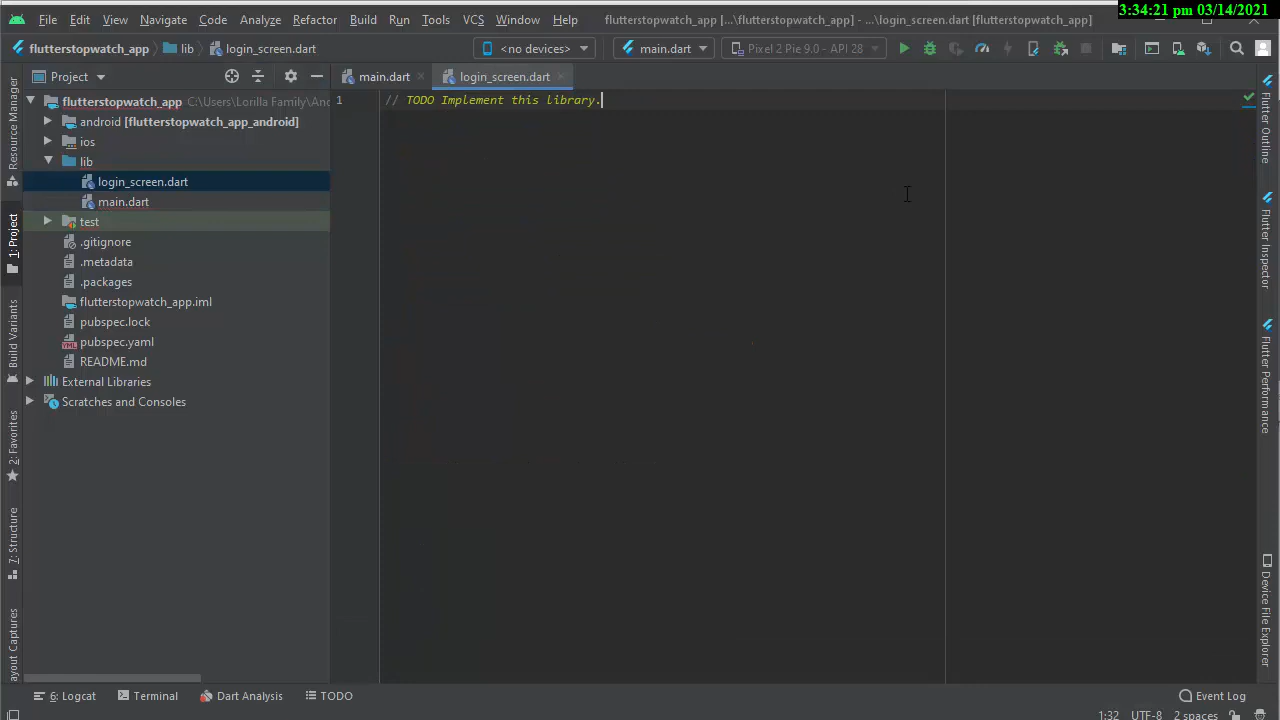 3:34:21 pm 03/14/2021
File Edit View Navigate Code Analyze Refactor Build Run Tools VCS Window Help flutterstopwatch_app [...\flutterstopwatch_app] - ...\login_screen.dart [flutterstopwatch_app]
flutterstopwatch_app lib login_screen.dart <no devices> main.dart Pixel 2 Pie 9.0 - API 28
Project main.dart login_screen.dart
flutterstopwatch_app C:\Users\Lorilla Family\And
1 // TODO Implement this library.
android [flutterstopwatch_app_android]
ios
lib
login_screen.dart
main.dart
test
.gitignore
.metadata
.packages
flutterstopwatch_app.iml
pubspec.lock
pubspec.yaml
README.md
External Libraries
Scratches and Consoles
Resource Manager
1: Project
Build Variants
2: Favorites
7: Structure
ayout Captures
Flutter Outline
Flutter Inspector
Flutter Performance
Device File Explorer
6: Logcat Terminal Dart Analysis TODO Event Log
1:32 UTF-8 2 spaces